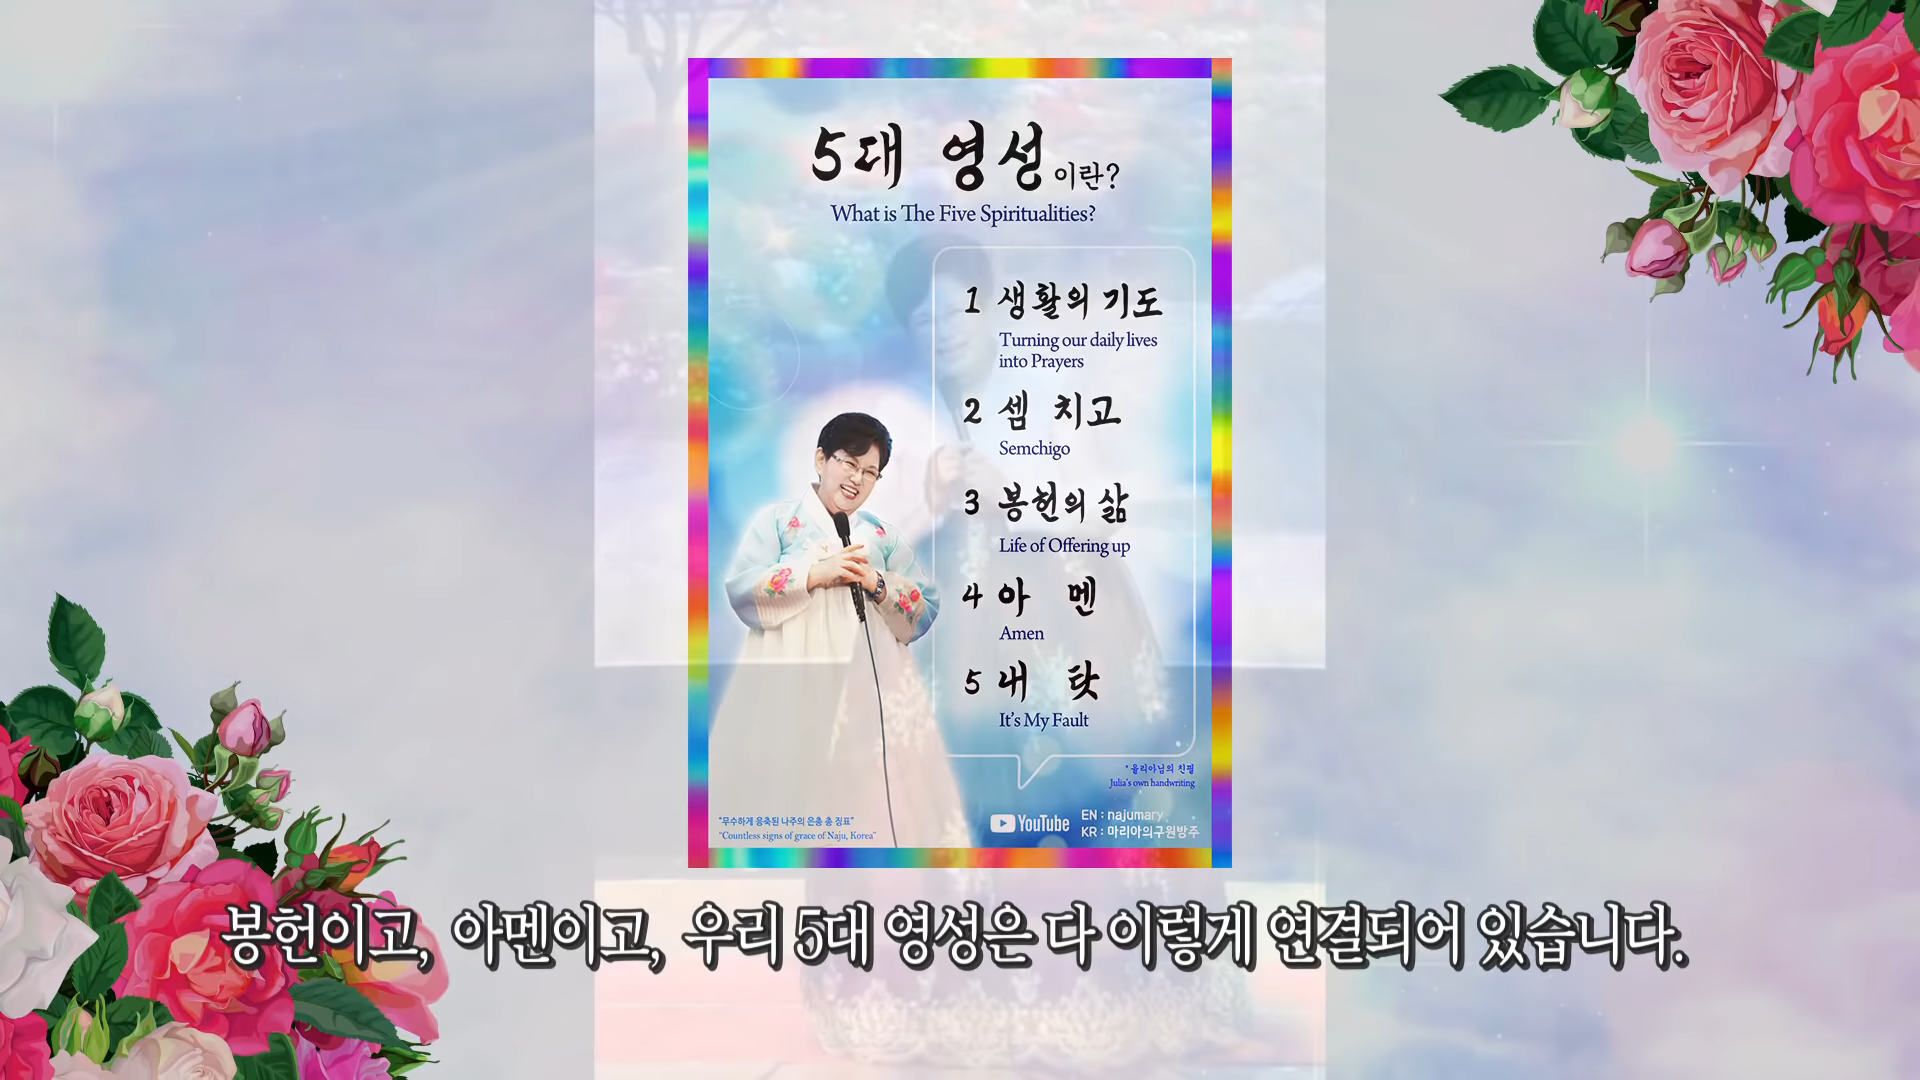 5대 영성이란?
What is The Five Spiritualities?
1 생활의 기도
Turning our daily lives
into Prayers
2 셈 치고
Semchigo
3 봉헌의 삶
Life of Offering up
4 아 멘
Amen
5 내 탓
It's My Fault
*율리아님의 친필
Julia's own handwriting
"무수하게 응축된 나주의 은총 총 징표"
"Countless signs of grace of Naju, Korea"
YouTube
EN : najumary
KR : 마리아의구원방주
봉헌이고, 아멘이고, 우리 5대 영성은 다 이렇게 연결되어 있습니다.